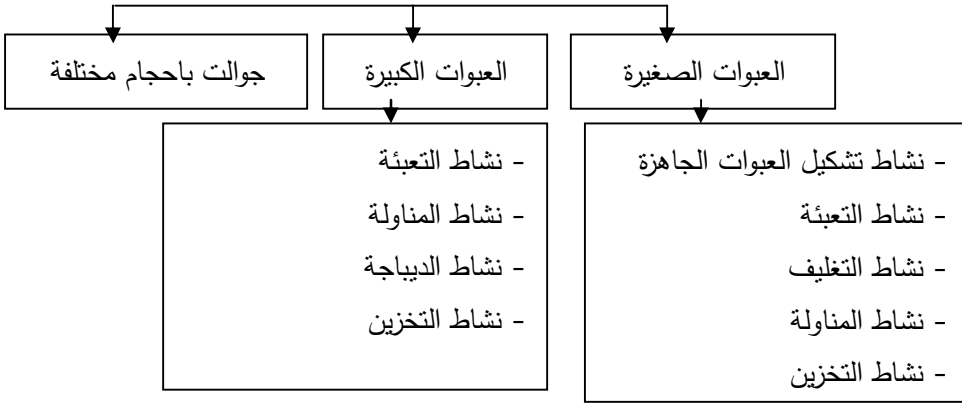 العبوات الصغيرة
العبوات الكبيرة
جوالت باحجام مختلفة
- نشاط تشكيل العبوات الجاهزة
- نشاط التعبئة
- نشاط التغليف
- نشاط المناولة
- نشاط التخزين
- نشاط التعبئة
- نشاط المناولة
- نشاط الديباجة
- نشاط التخزين